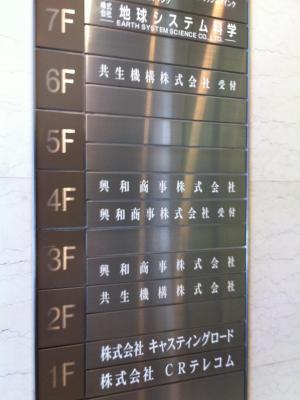 7F
株式会社 地球システム科学
EARTH SYSTEM SCIENCE CO., LTD.
6F
共生機構株式会社 受付
5F
4F
興和商事株式会社
興和商事株式会社 受付
3F
興和商事株式会社
2F
共生機構株式会社
1F
株式会社 キャスティングロード
株式会社 CRテレコム